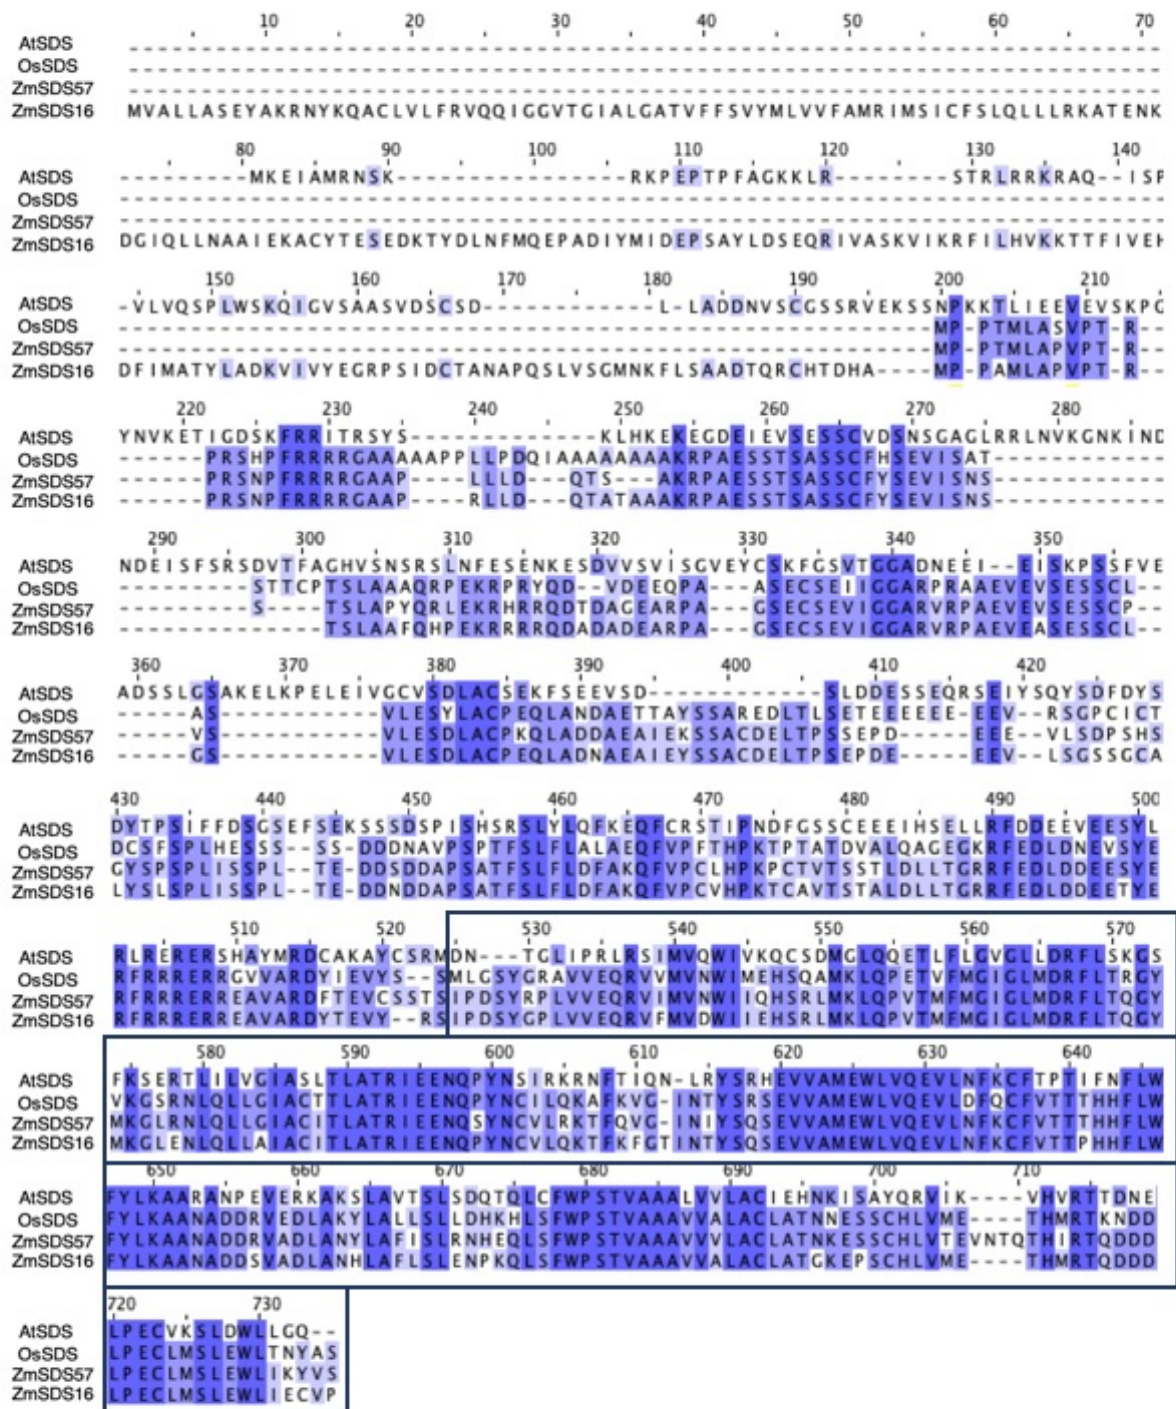 10 20 30 40 50 60 70
AtSDS - - - - - - - - - - - - - - - - - - - - - - - - - - - - - - - - - - - - - - - - - - - - - - - - - - - - - - - - - - - - - - - - - - - - - - -
OsSDS - - - - - - - - - - - - - - - - - - - - - - - - - - - - - - - - - - - - - - - - - - - - - - - - - - - - - - - - - - - - - - - - - - - - - - -
ZmSDS57 - - - - - - - - - - - - - - - - - - - - - - - - - - - - - - - - - - - - - - - - - - - - - - - - - - - - - - - - - - - - - - - - - - - - - - -
ZmSDS16 MVALLASEYAKRNYKQACLVLFRVQQIGGVTGIALGATVFFSVYMLVVFAMRIMSICFSLQLLLRKATENK
80 90 100 110 120 130 140
AtSDS ---------MKEIAMRNSK----------------RKPEPTPFAGKKLR--------STRLRRKRAQ--ISP
OsSDS
ZmSDS57
ZmSDS16 DGIQLLNAAIEKACYTESEDKTYDLNFMQEPADIYMIDEPSAYLDSEQRIVASKVIKRFILHVKKTTFIVEH
150 160 170 180 190 200 210
AtSDS -VLVQSPLWSKQIGVSAASVDSCSD------------L-LADDNVSCGSSRVEKSSNPKKTLIEEVEVSKPG
OsSDS MP-PTMLASVPT-R--
ZmSDS57 MP-PTMLAPVPT-R--
ZmSDS16 DFIMATYLADKVIVYEGRPSIDCTANAPQSLVSGMNKFLSAADTQRCHTDHA----MP-PAMLAPVPT-R--
220 230 240 250 260 270 280
AtSDS YNVKETIGDSKFRRITRSYS-------------KLHKEKEGDEIEVSESSCVDSNSGAGLRRLNVKGNKIND
OsSDS ------PRSHPFRRRRRGAAAAAPPLLPDQIAAAAAAAAKRPAESSTSASSCFHSEVISAT------------
ZmSDS57 ------PRSNPFRRRRRGAAP----LLLD--QTS---AKRPAESSTSASSCFYSEVISNS------------
ZmSDS16 ------PRSNPFRRRRRGAAP----RLLD--QTATAAAKRPAESSTSASSCFYSEVISNS------------
290 300 310 320 330 340 350
AtSDS NDEISFSRSDVTFAGHVSNSRSLNFESENKESDVVSVISGVEYCSKFGSVTGGADNEEI--EISKPSSFVE
OsSDS ---------STTCPTSLAAAQRPEKRPRYQD--VDEEQPA---ASECSEIIGGARPRAAEVEVSESSCL--
ZmSDS57 ---------S----TSLAPYQRLEKRHRRQDTDAGEARPA---GSECSEVIGGARVRPAEVEVSESSCP--
ZmSDS16 --------------TSLAAFQHPEKRRRRQDADADEARPA---GSECSEVIGGARVRPAEVEASESSCL--
360 370 380 390 400 410 420
AtSDS ADSSLGSAKELKPELEIVGCVSDLACSEKFSEEVSD------------SLDDESSEQRSEIYSQYSDFDYS
OsSDS -----AS-----------VLESYLACPEQLANDAETTAYSSAREDLTLSETEEEEEE-EEV--RSGPCICT
ZmSDS57 -----VS-----------VLESDLACPKQLADDAEAIEKSSACDELTPSSEPD-----EEE--VLSDPSHS
ZmSDS16 -----GS-----------VLESDLACPEQLADNAEAIEYSSACDELTPSEPDE-----EEV--LSGSSGCA
430 440 450 460 470 480 490 500
AtSDS DYTPSIFFDSGSEFSEKSSSDSPISHSRSLYLQFKEQFCRSTIPNDFGSSCEEEIHSELLRFDDEEVEESYL
OsSDS DCSFSPLHESSS--SS-DDDNAVPSPTFSLFLALAEQFVPFTHPKTPTATDVALQAGEGKRFEDLDNEVSYE
ZmSDS57 GYSPSPLISSPL--TE-DDSDDAPSATFSLFLDFAKQFVPCLHPKPCTVTSSTLDLLTGRRFEDLDDEESYE
ZmSDS16 LYSLSPLISSPL--TE-DDNDDAPSATFSLFLDFAKQFVPCVHPKTCAVTSTALDLLTGRRFEDLDDEETYE
510 520 530 540 550 560 570
AtSDS RLRERERSHAYMRDCAKAYCSRMDN---TGLIPRLRSIMVQWIVKQCSDMGLQQETLFLGVGLLDRFLSKGS
OsSDS RFRRRERRGVVARDYIEVYS--SMLGSYGRAVVEQRVVMVNWIMEHSQAMKLQPETVFMGIGLMDRFLTRGY
ZmSDS57 RFRRRERREAVARDFTEVCSSTSIPDSYRPLVVEQRVIMVNWIIQHSRLMKLQPVTMFMGIGLMDRFLTQGY
ZmSDS16 RFRRRERREAVARDYTEVY--RSIPDSYGPLVVEQRVFMVDWIIEHSRLMKLQPVTMFMGIGLMDRFLTQGY
580 590 600 610 620 630 640
AtSDS FKSERTLILVGIASLTLATRIEENQPYNSIRKRNFTIQN-LRYSRHEVVAMEWLVQEVLNFKCFTPTIFNFLW
OsSDS VKGSRNLQLLGIACTTLATRIEENQPYNCILQKAFKVG-INTYSRSEVVAMEWLVQEVLDFQCFVTTTHHFLW
ZmSDS57 MKGLRNLQLLGIACITLATRIEENQSYNCVLRKTFQVG-INIYSQSEVVAMEWLVQEVLNFKCFVTTTHHFLW
ZmSDS16 MKGLENLQLLAIACITLATRIEENQPYNCVLQKTFKFGTINTYSQSEVVAMEWLVQEVLNFKCFVTTPHHFLW
650 660 670 680 690 700 710
AtSDS FYLKAARANPEVERKAKSLAVTSLSDQTQLCFWPSTVAAALVVLACIEHNKISAYQRVIK----VHVRTTDNE
OsSDS FYLKAANADDRVEDLAKYLALLSLLDHKHLSFWPSTVAAAVVALACLATNNESSCHLVME----THMRTKNDD
ZmSDS57 FYLKAANADDRVADLANYLAFISLRNHEQLSFWPSTVAAAVVALACLATNKESSCHLVTEVNTQTHIRTQDDD
ZmSDS16 FYLKAANADDSVADLANHLAFLSLENPKQLSFWPSTVAAAVVALACLATGKEPSCHLVME----THMRTQDDD
720 730
AtSDS LPECVKSLDWLLGQ--
OsSDS LPECLMSLEWLTNYAS
ZmSDS57 LPECLMSLEWLIKYVS
ZmSDS16 LPECLMSLEWLIECVP